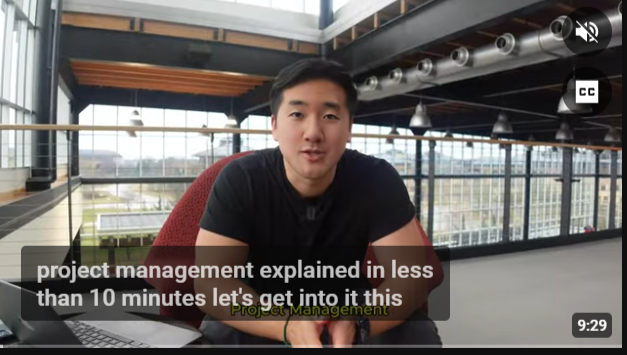 CC
project management explained in less
than 10 minutes let's get into it this
Project Management
9:29